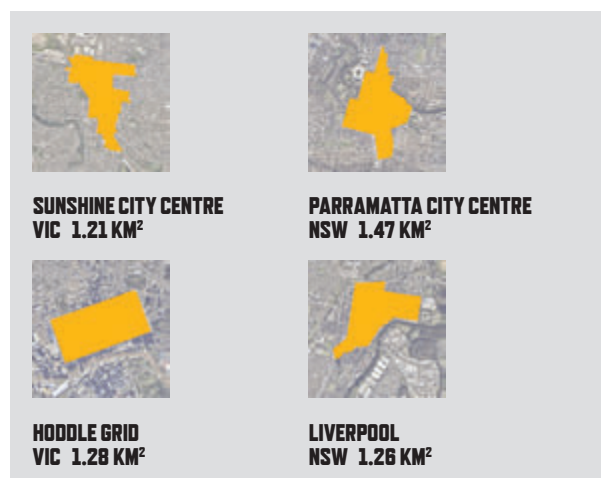 SUNSHINE CITY CENTRE
VIC 1.21 KM²
PARRAMATTA CITY CENTRE
NSW 1.47 KM²
HODDLE GRID
VIC 1.28 KM²
LIVERPOOL
NSW 1.26 KM²